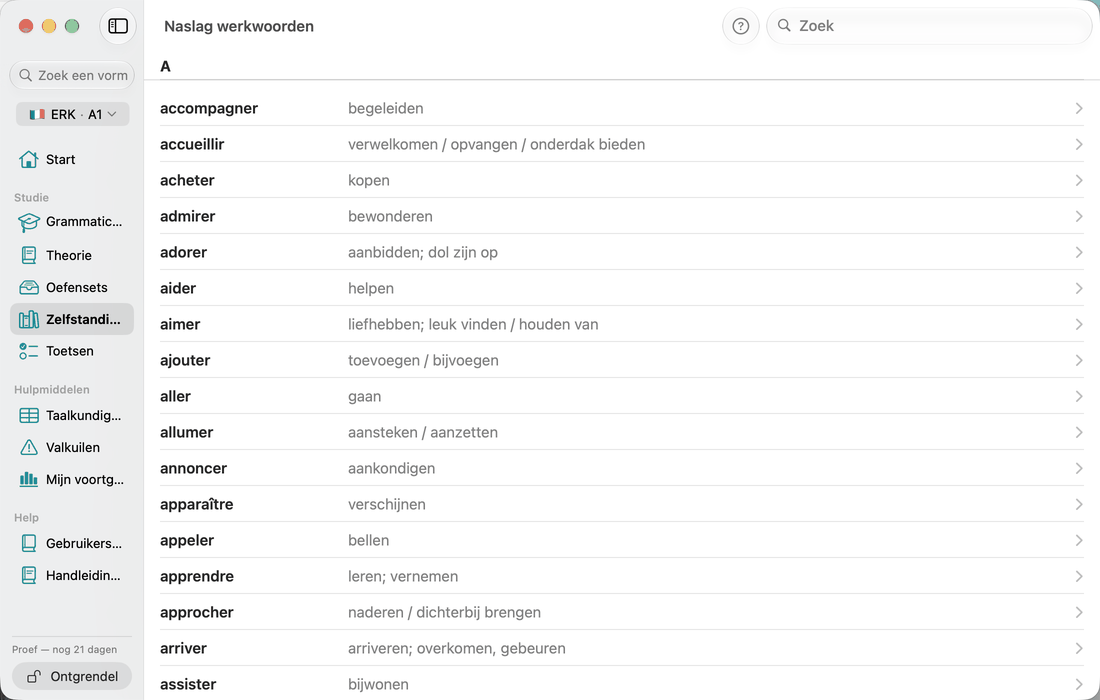 Naslag werkwoorden
Zoek
Zoek een vorm
ERK · A1
Start
Studie
Grammatic...
Theorie
Oefensets
Zelfstandi...
Toetsen
Hulpmiddelen
Taalkundig...
Valkuilen
Mijn voortg...
Help
Gebruikers...
Handleidin...
Proef — nog 21 dagen
Ontgrendel
A
accompagner begeleiden
accueillir verwelkomen / opvangen / onderdak bieden
acheter kopen
admirer bewonderen
adorer aanbidden; dol zijn op
aider helpen
aimer liefhebben; leuk vinden / houden van
ajouter toevoegen / bijvoegen
aller gaan
allumer aansteken / aanzetten
annoncer aankondigen
apparaître verschijnen
appeler bellen
apprendre leren; vernemen
approcher naderen / dichterbij brengen
arriver arriveren; overkomen, gebeuren
assister bijwonen